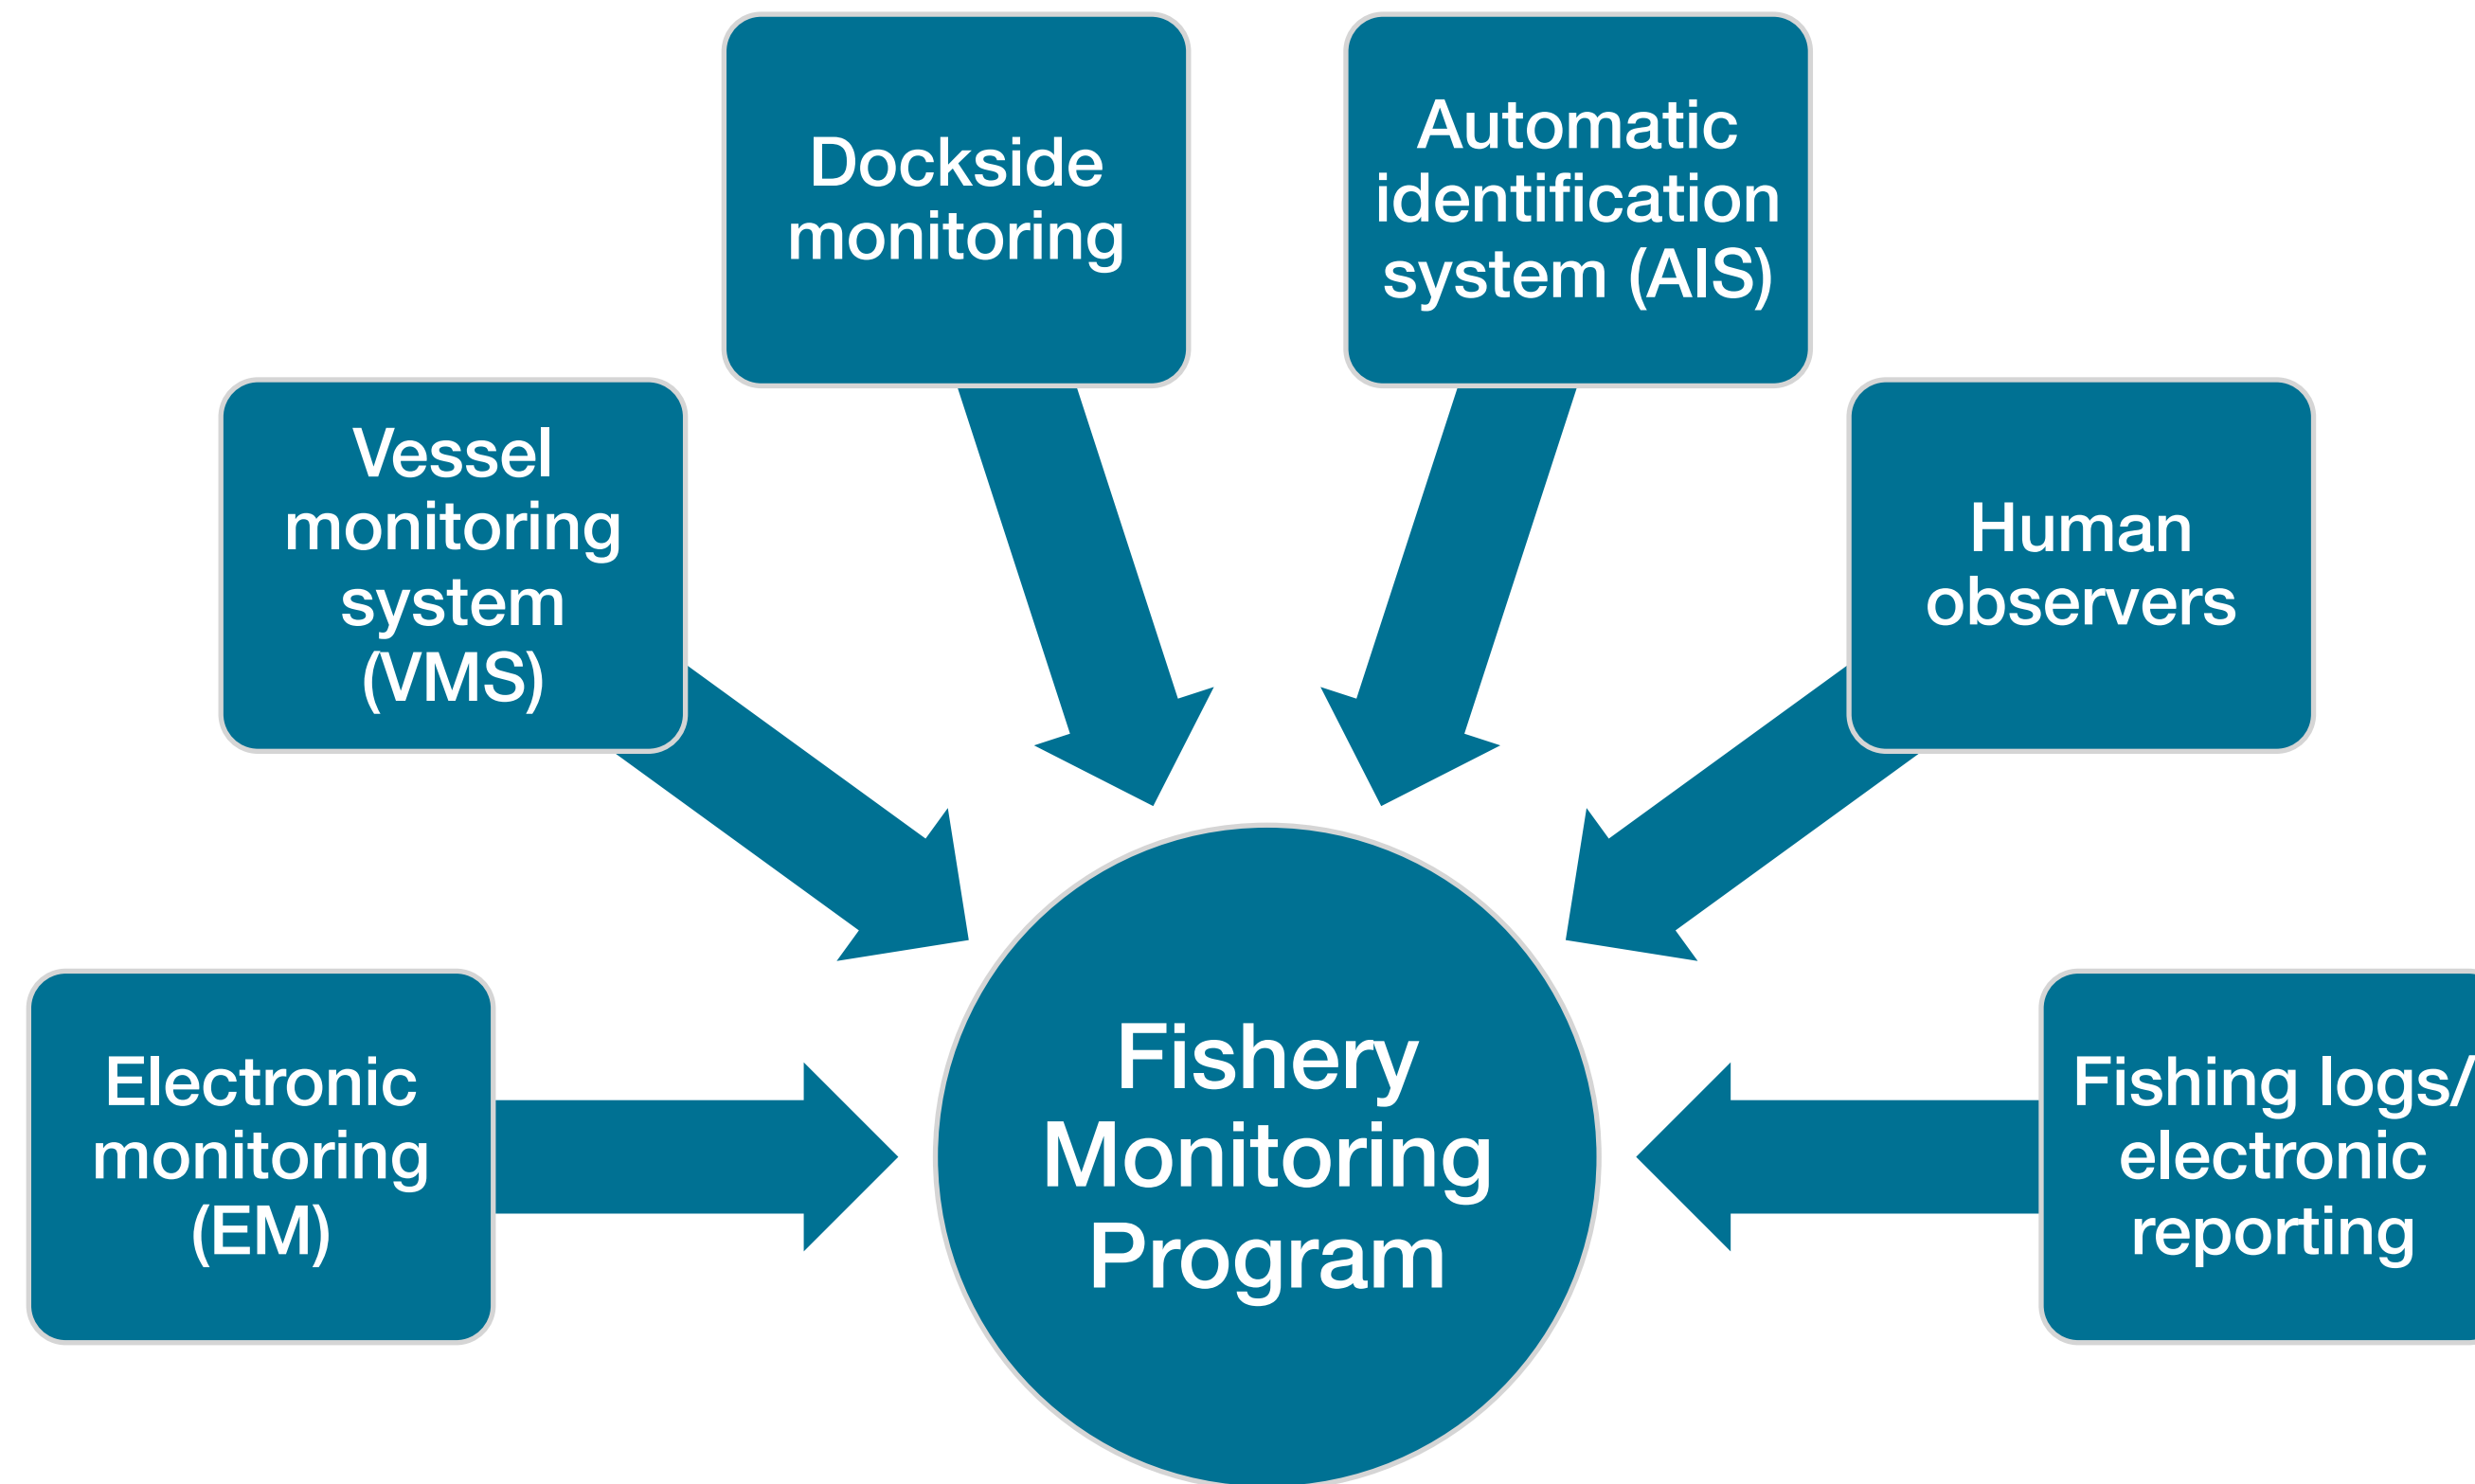 Dockside
monitoring
Automatic
identification
system (AIS)
Vessel
monitoring
system
(VMS)
Human
observers
Electronic
monitoring
(EM)
Fishery
Monitoring
Program
Fishing logs/
electronic
reporting